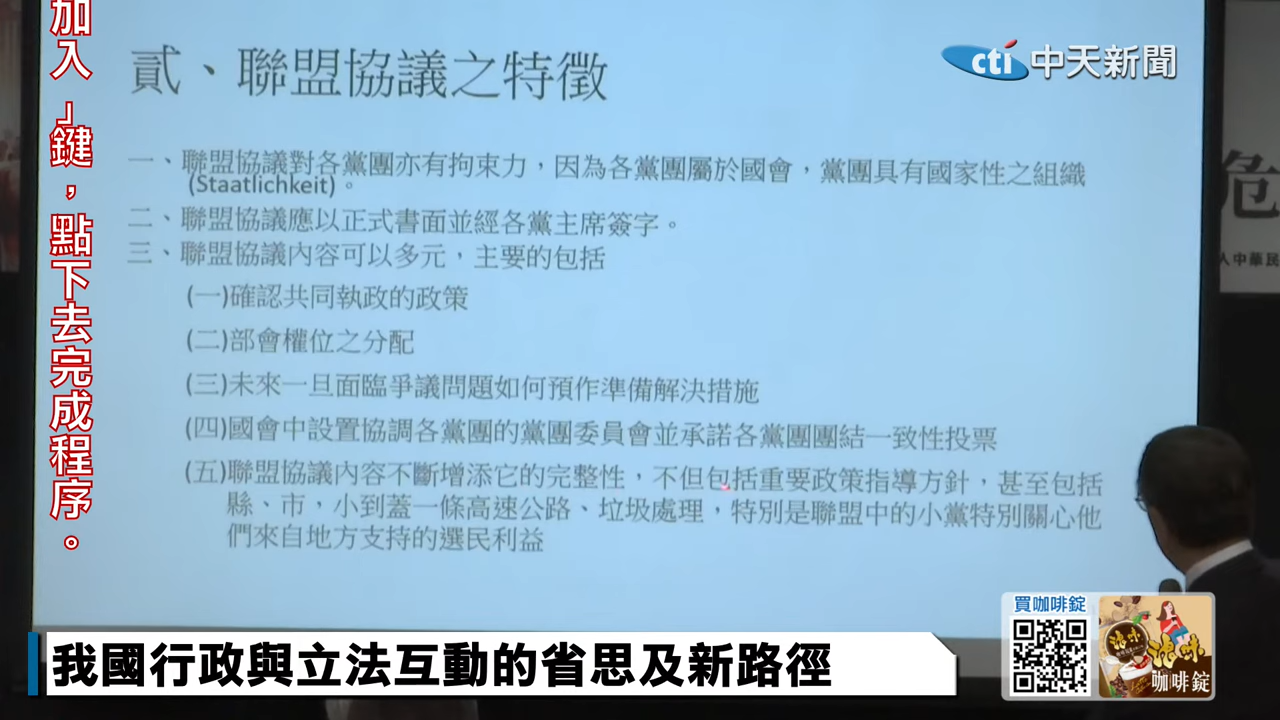 加入」鍵，點下去完成程序。
貳、聯盟協議之特徵
cti 中天新聞
一、聯盟協議對各黨團亦有拘束力，因為各黨團屬於國會，黨團具有國家性之組織
(Staatlichkeit)。
二、聯盟協議應以正式書面並經各黨主席簽字。
三、聯盟協議內容可以多元，主要的包括
(一)確認共同執政的政策
(二)部會權位之分配
(三)未來一旦面臨爭議問題如何預作準備解決措施
(四)國會中設置協調各黨團的黨團委員會並承諾各黨團團結一致性投票
(五)聯盟協議內容不斷增添它的完整性，不但包括重要政策指導方針，甚至包括
縣、市，小到蓋一條高速公路、垃圾處理，特別是聯盟中的小黨特別關心他
們來自地方支持的選民利益
危
人中華民
買咖啡錠
咖啡錠
我國行政與立法互動的省思及新路徑